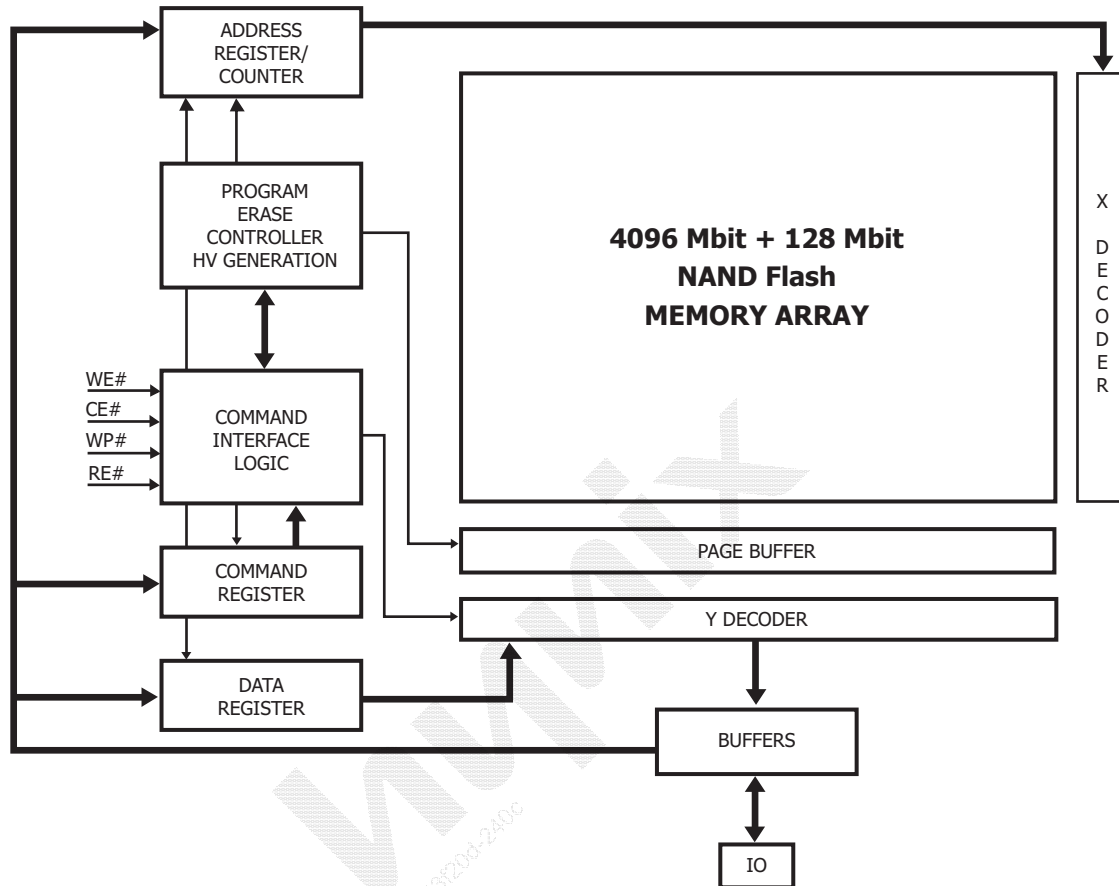 ADDRESS
REGISTER/
COUNTER
PROGRAM
ERASE
CONTROLLER
HV GENERATION
4096 Mbit + 128 Mbit
NAND Flash
MEMORY ARRAY
X
D
E
C
O
D
E
R
WE#
CE#
WP#
RE#
COMMAND
INTERFACE
LOGIC
PAGE BUFFER
COMMAND
REGISTER
Y DECODER
DATA
REGISTER
BUFFERS
IO